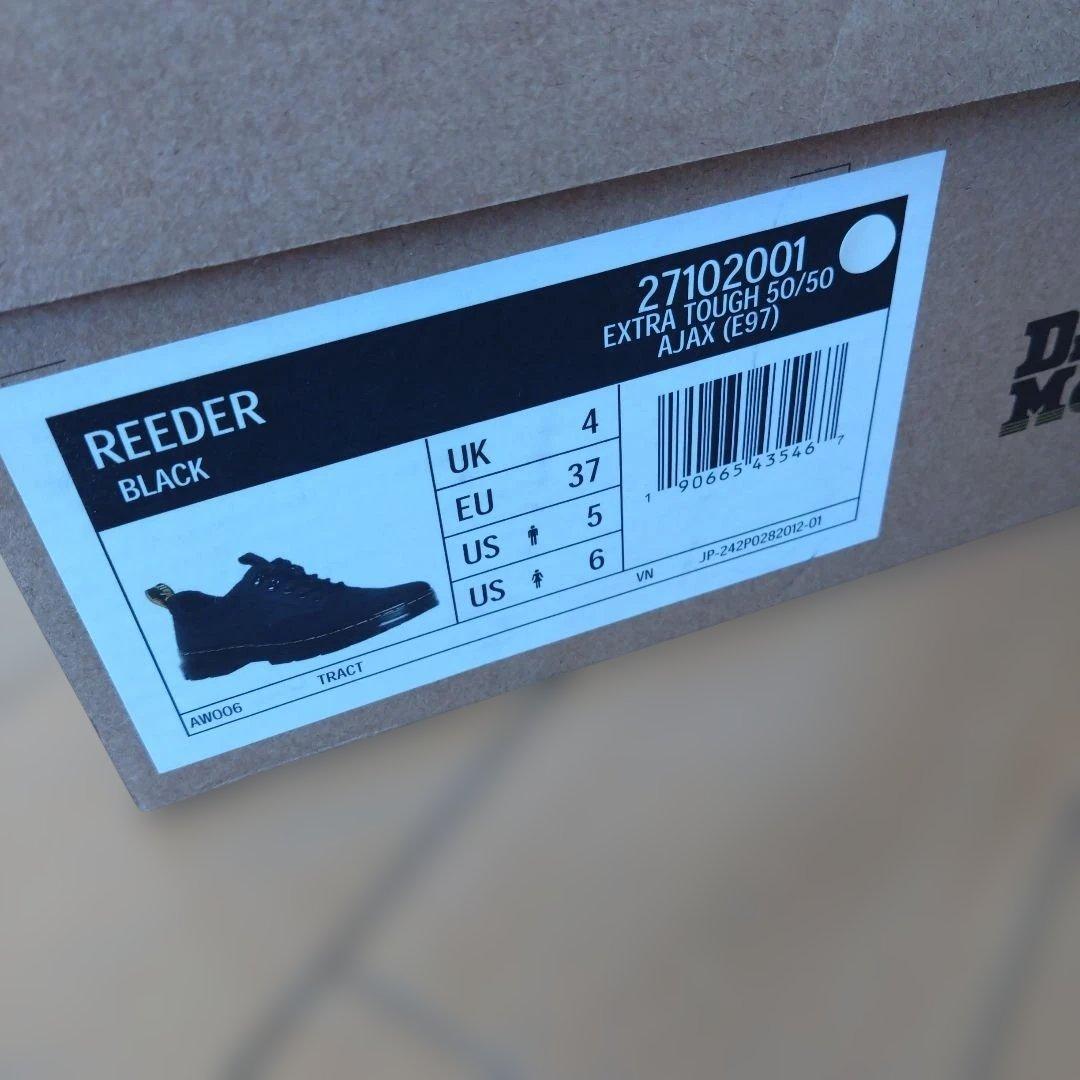 27102001
EXTRA TOUGH 50/50
AJAX (E97)
REEDER
BLACK
UK 4
EU 37
US 5
US 6
1 90665 43546 7
AW006
TRACT
VN
JP-242P0282012-01